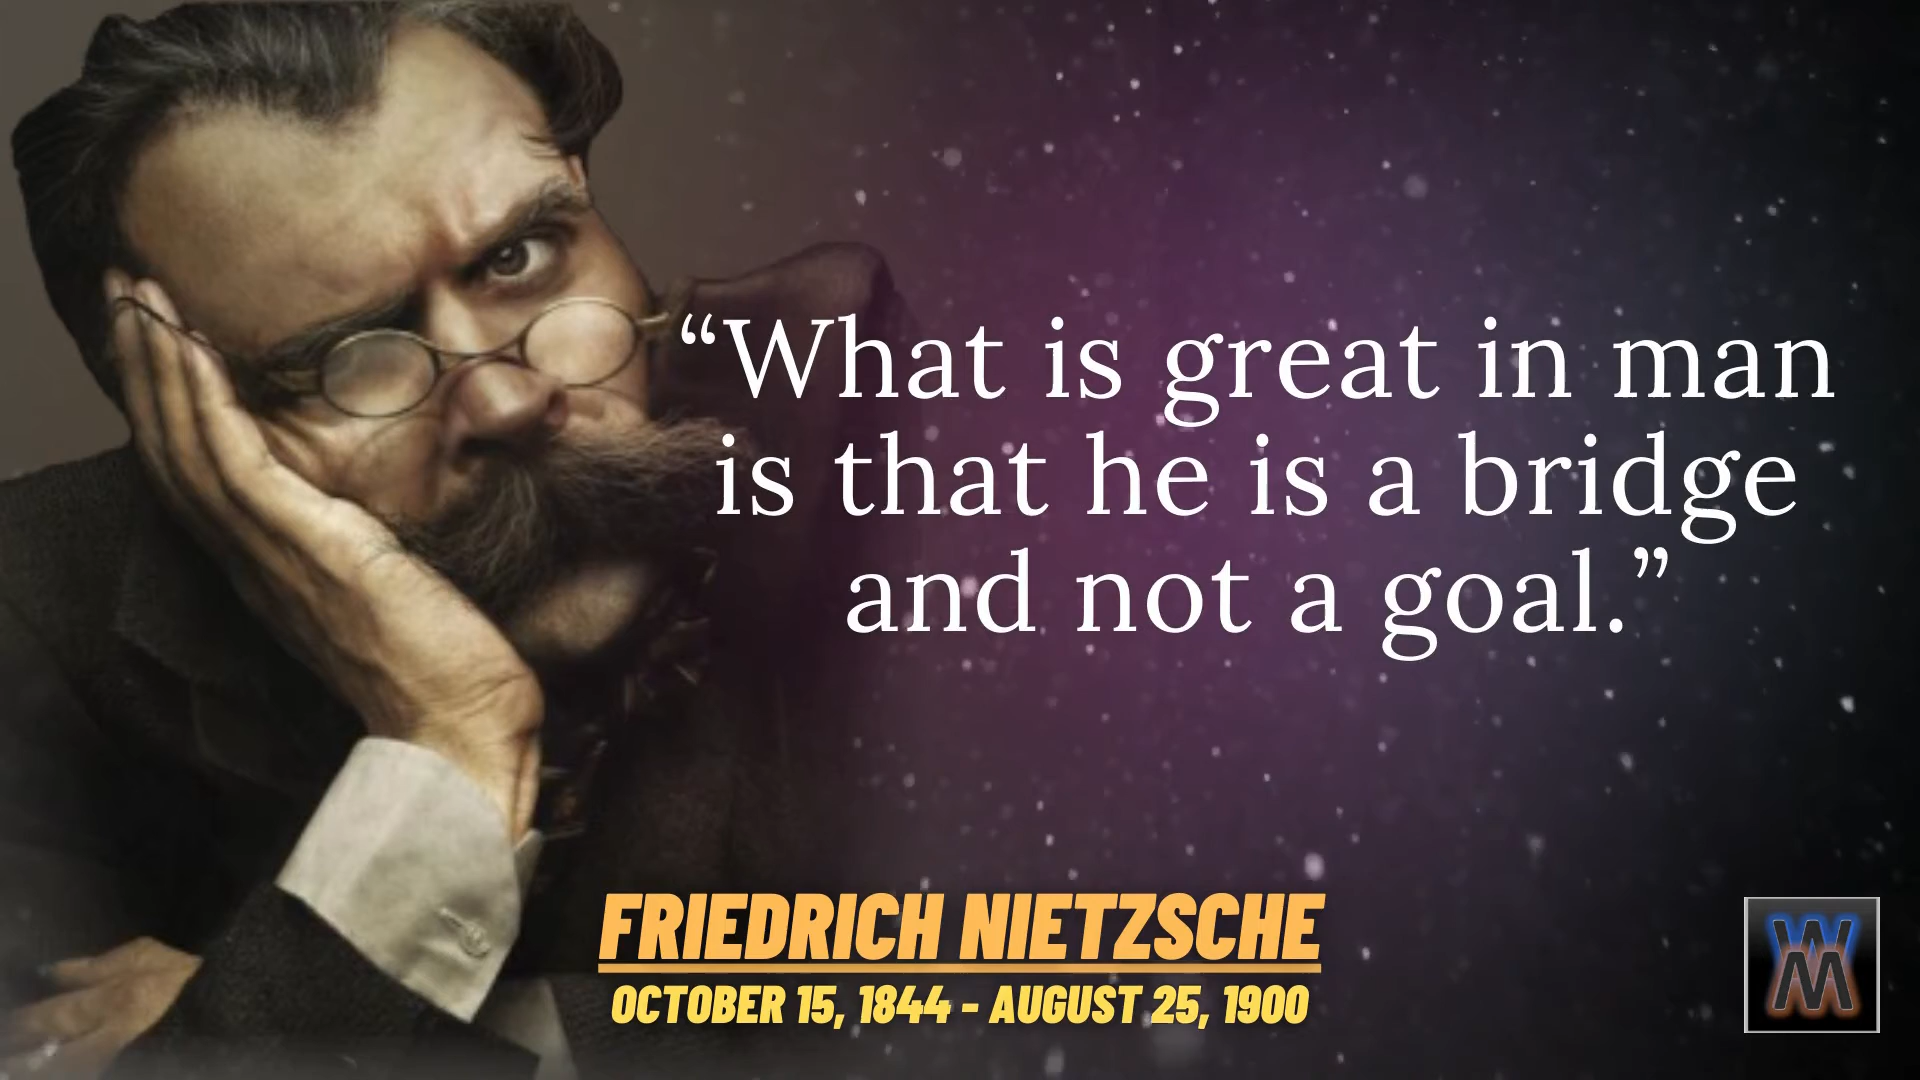 “What is great in man
is that he is a bridge
and not a goal.”
FRIEDRICH NIETZSCHE
OCTOBER 15, 1844 - AUGUST 25, 1900
WM